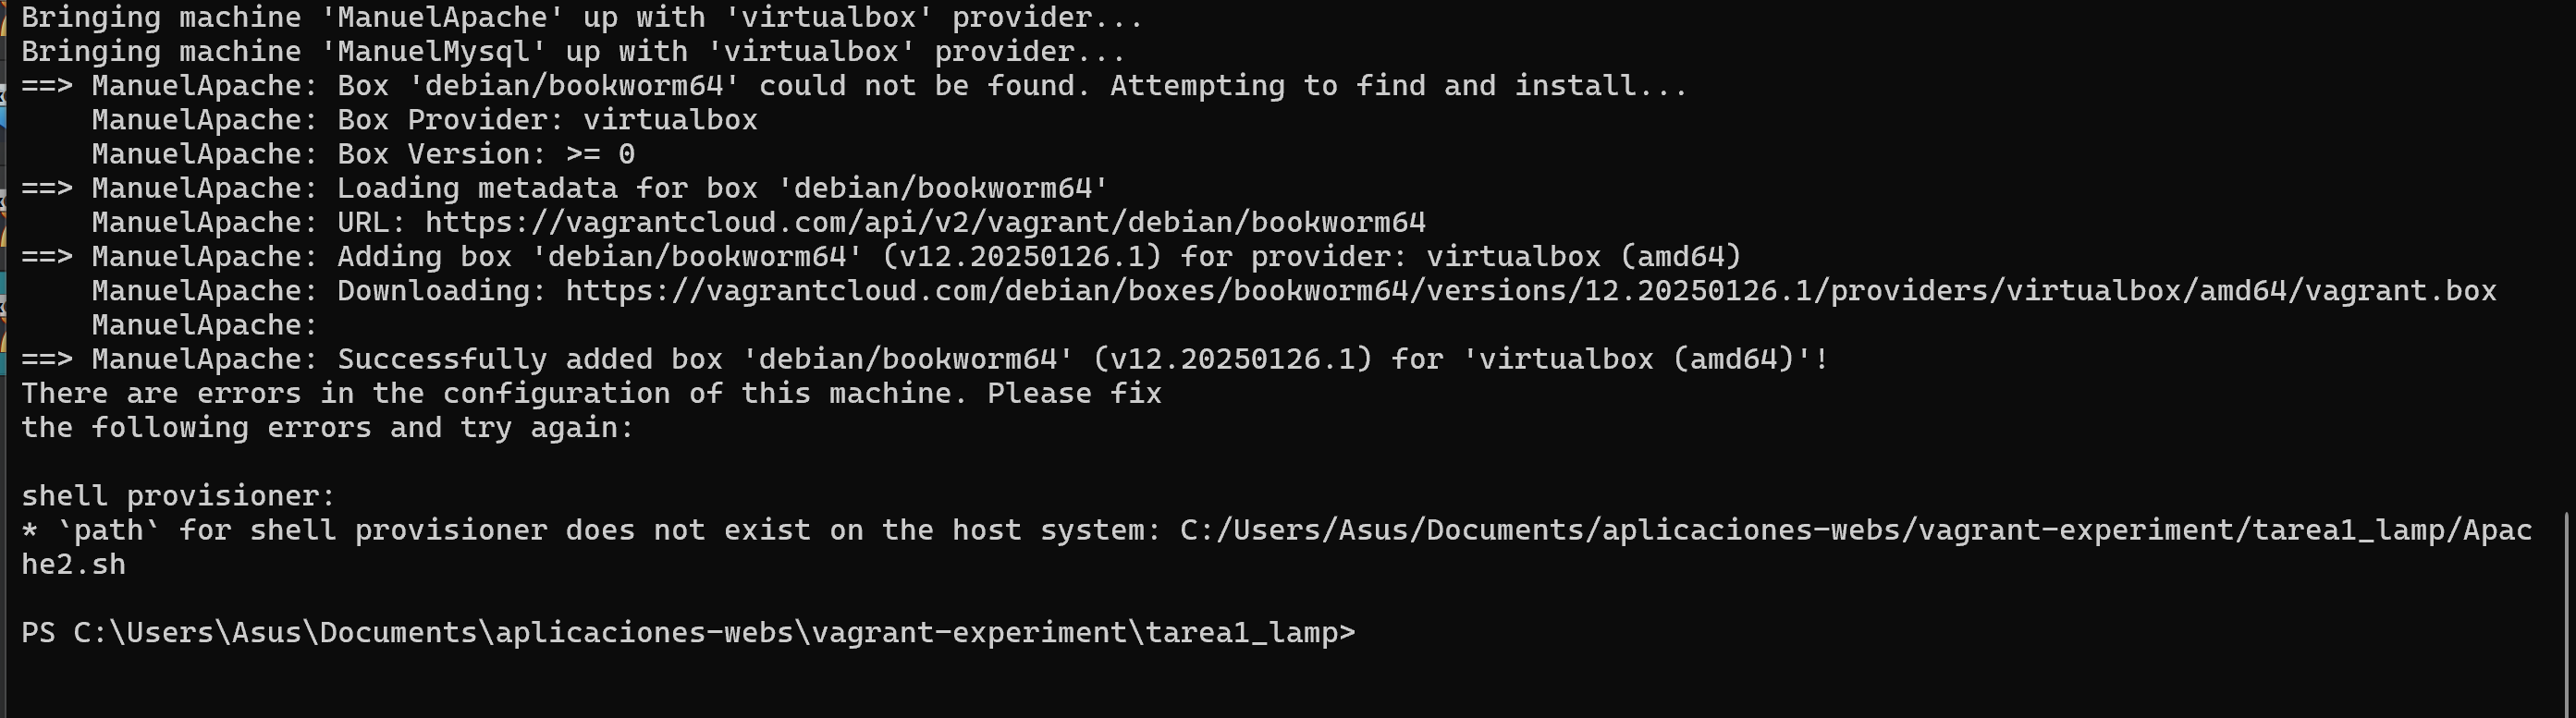 Bringing machine 'ManuelApache' up with 'virtualbox' provider...
Bringing machine 'ManuelMysql' up with 'virtualbox' provider...
==> ManuelApache: Box 'debian/bookworm64' could not be found. Attempting to find and install...
    ManuelApache: Box Provider: virtualbox
    ManuelApache: Box Version: >= 0
==> ManuelApache: Loading metadata for box 'debian/bookworm64'
    ManuelApache: URL: https://vagrantcloud.com/api/v2/vagrant/debian/bookworm64
==> ManuelApache: Adding box 'debian/bookworm64' (v12.20250126.1) for provider: virtualbox (amd64)
    ManuelApache: Downloading: https://vagrantcloud.com/debian/boxes/bookworm64/versions/12.20250126.1/providers/virtualbox/amd64/vagrant.box
    ManuelApache:
==> ManuelApache: Successfully added box 'debian/bookworm64' (v12.20250126.1) for 'virtualbox (amd64)'!
There are errors in the configuration of this machine. Please fix
the following errors and try again:

shell provisioner:
* `path` for shell provisioner does not exist on the host system: C:/Users/Asus/Documents/aplicaciones-webs/vagrant-experiment/tarea1_lamp/Apac
he2.sh

PS C:\Users\Asus\Documents\aplicaciones-webs\vagrant-experiment\tarea1_lamp>